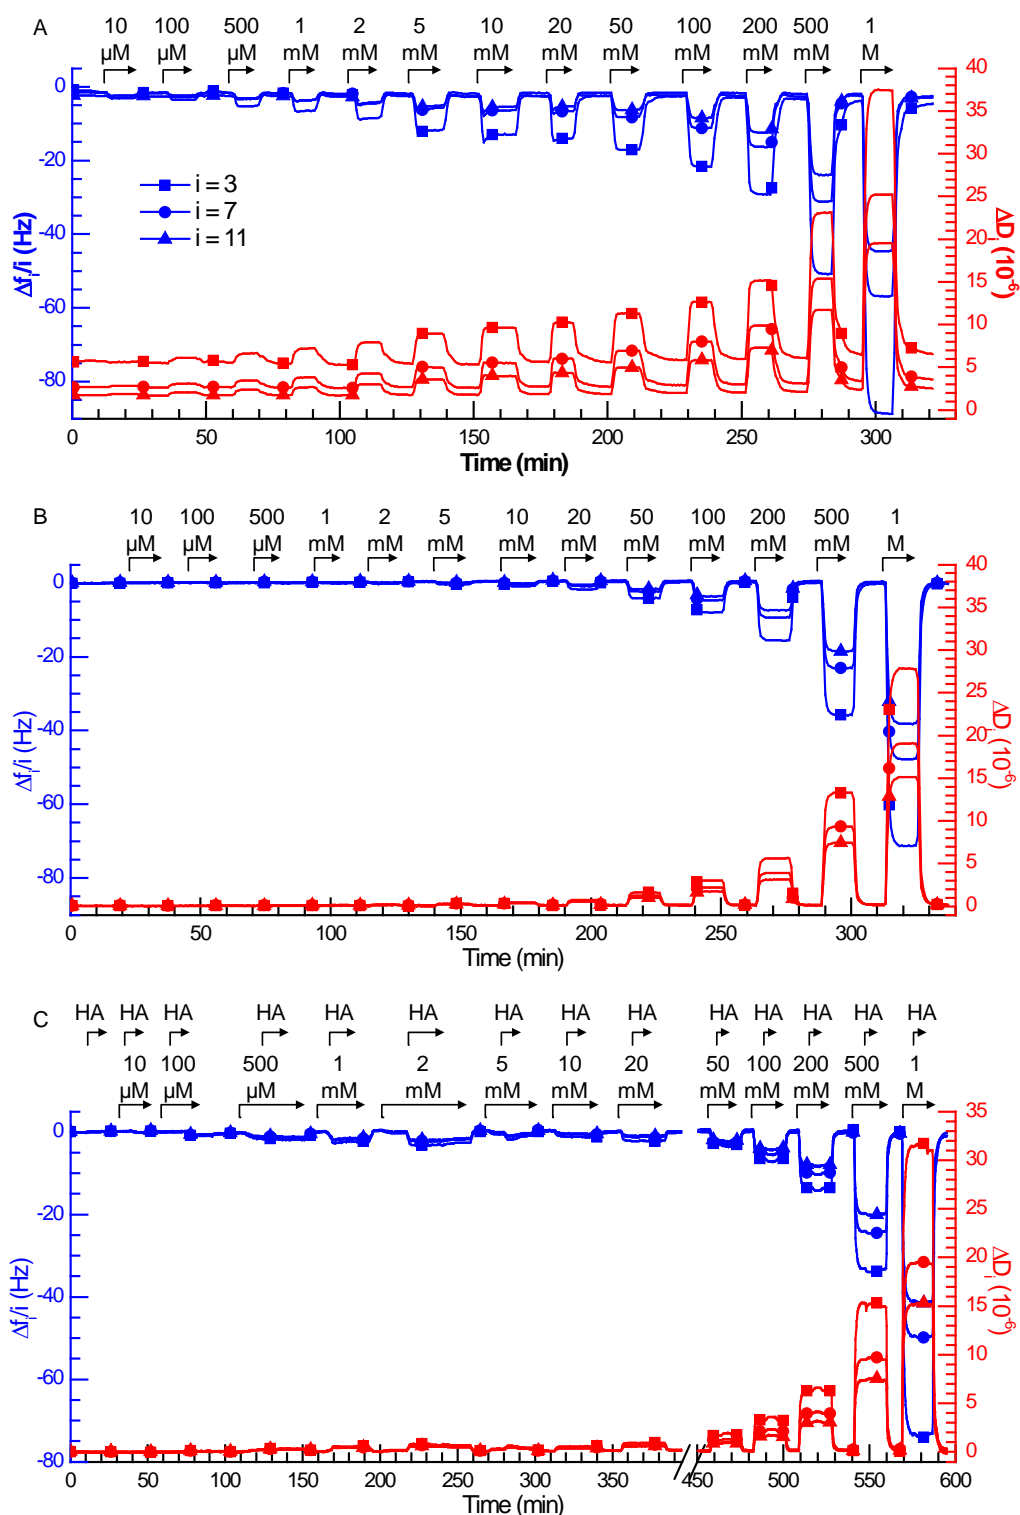 A
10 100 500 1 2 5 10 20 50 100 200 500 1
µM µM µM mM mM mM mM mM mM mM mM mM M
0 40
-20 35
-40 30
-60 25
-80 20
15
10
5
0
i = 3
i = 7
i = 11
Δfᵢ/i (Hz)
ΔDᵢ (10⁻⁶)
0 50 100 150 200 250 300
Time (min)
B
10 100 500 1 2 5 10 20 50 100 200 500 1
µM µM µM mM mM mM mM mM mM mM mM mM M
0 40
-20 35
-40 30
-60 25
-80 20
15
10
5
0
Δfᵢ/i (Hz)
ΔDᵢ (10⁻⁶)
0 50 100 150 200 250 300
Time (min)
C
HA HA HA HA HA HA HA HA HA HA HA HA HA HA
10 100 500 1 2 5 10 20 50 100 200 500 1
µM µM µM mM mM mM mM mM mM mM mM mM M
0 35
-20 30
-40 25
-60 20
-80 15
10
5
0
Δfᵢ/i (Hz)
ΔDᵢ (10⁻⁶)
0 50 100 150 200 250 300 350 450 500 550 600
Time (min)